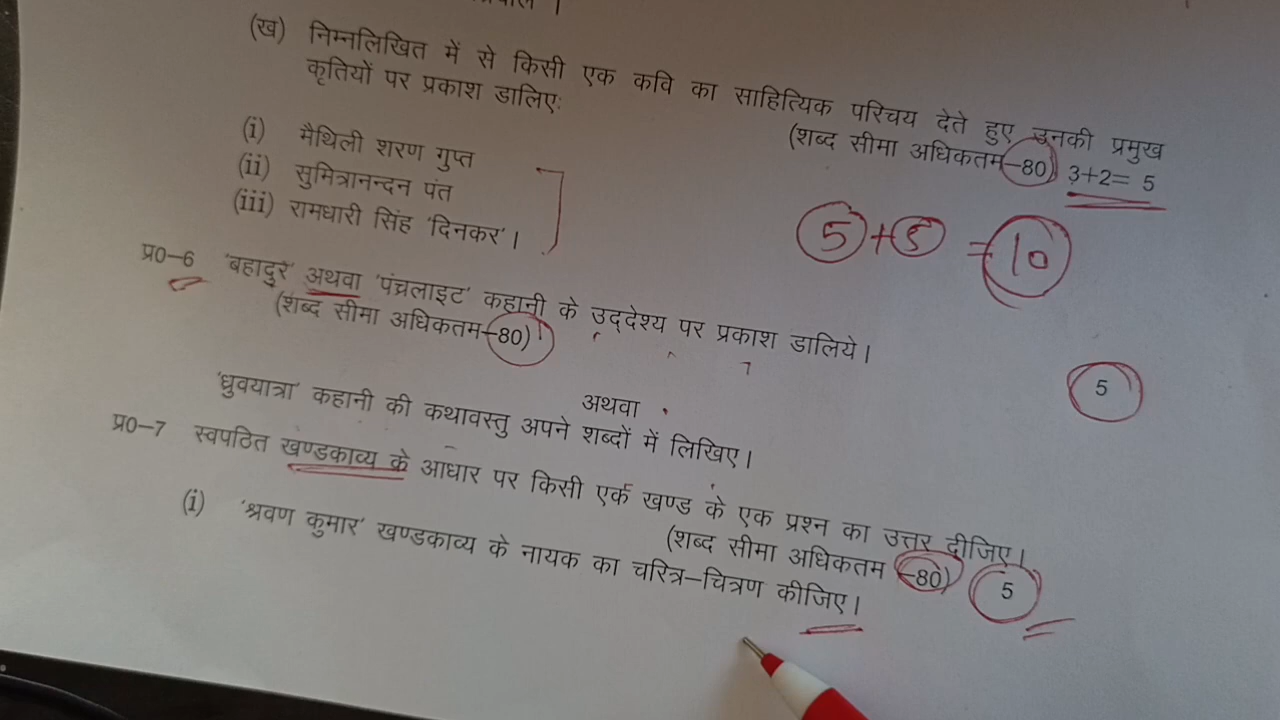 (ख) निम्नलिखित में से किसी एक कवि का साहित्यिक परिचय देते हुए उनकी प्रमुख
कृतियों पर प्रकाश डालिए:
(शब्द सीमा अधिकतम–80) 3+2= 5
(i) मैथिली शरण गुप्त
(ii) सुमित्रानन्दन पंत
(iii) रामधारी सिंह 'दिनकर'।
5+5 =10
प्र0–6 'बहादुर' अथवा 'पंचलाइट' कहानी के उद्देश्य पर प्रकाश डालिये।
(शब्द सीमा अधिकतम–80) 5
अथवा
'ध्रुवयात्रा' कहानी की कथावस्तु अपने शब्दों में लिखिए।
प्र0–7 स्वपठित खण्डकाव्य के आधार पर किसी एक खण्ड के एक प्रश्न का उत्तर दीजिए।
(शब्द सीमा अधिकतम –80) 5
(i) 'श्रवण कुमार' खण्डकाव्य के नायक का चरित्र–चित्रण कीजिए।